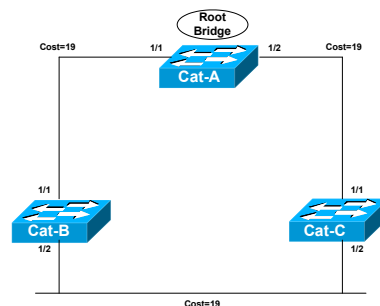 Root
Bridge
Cost=19
1/1
1/2
Cost=19
Cat-A
1/1
1/1
Cat-B
Cat-C
1/2
1/2
Cost=19